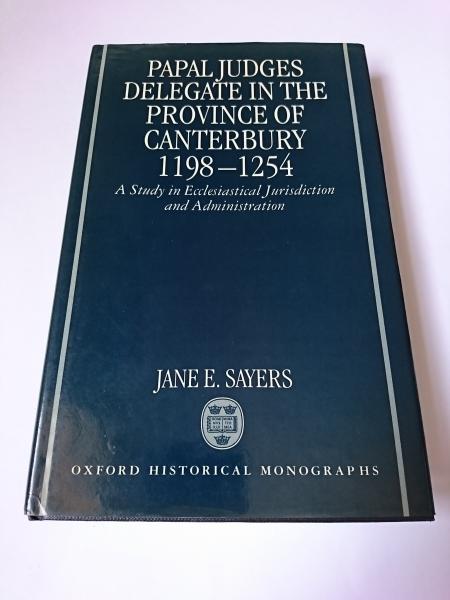 PAPAL JUDGES
DELEGATE IN THE
PROVINCE OF
CANTERBURY
1198–1254
A Study in Ecclesiastical Jurisdiction
and Administration
JANE E. SAYERS
OXFORD HISTORICAL MONOGRAPHS